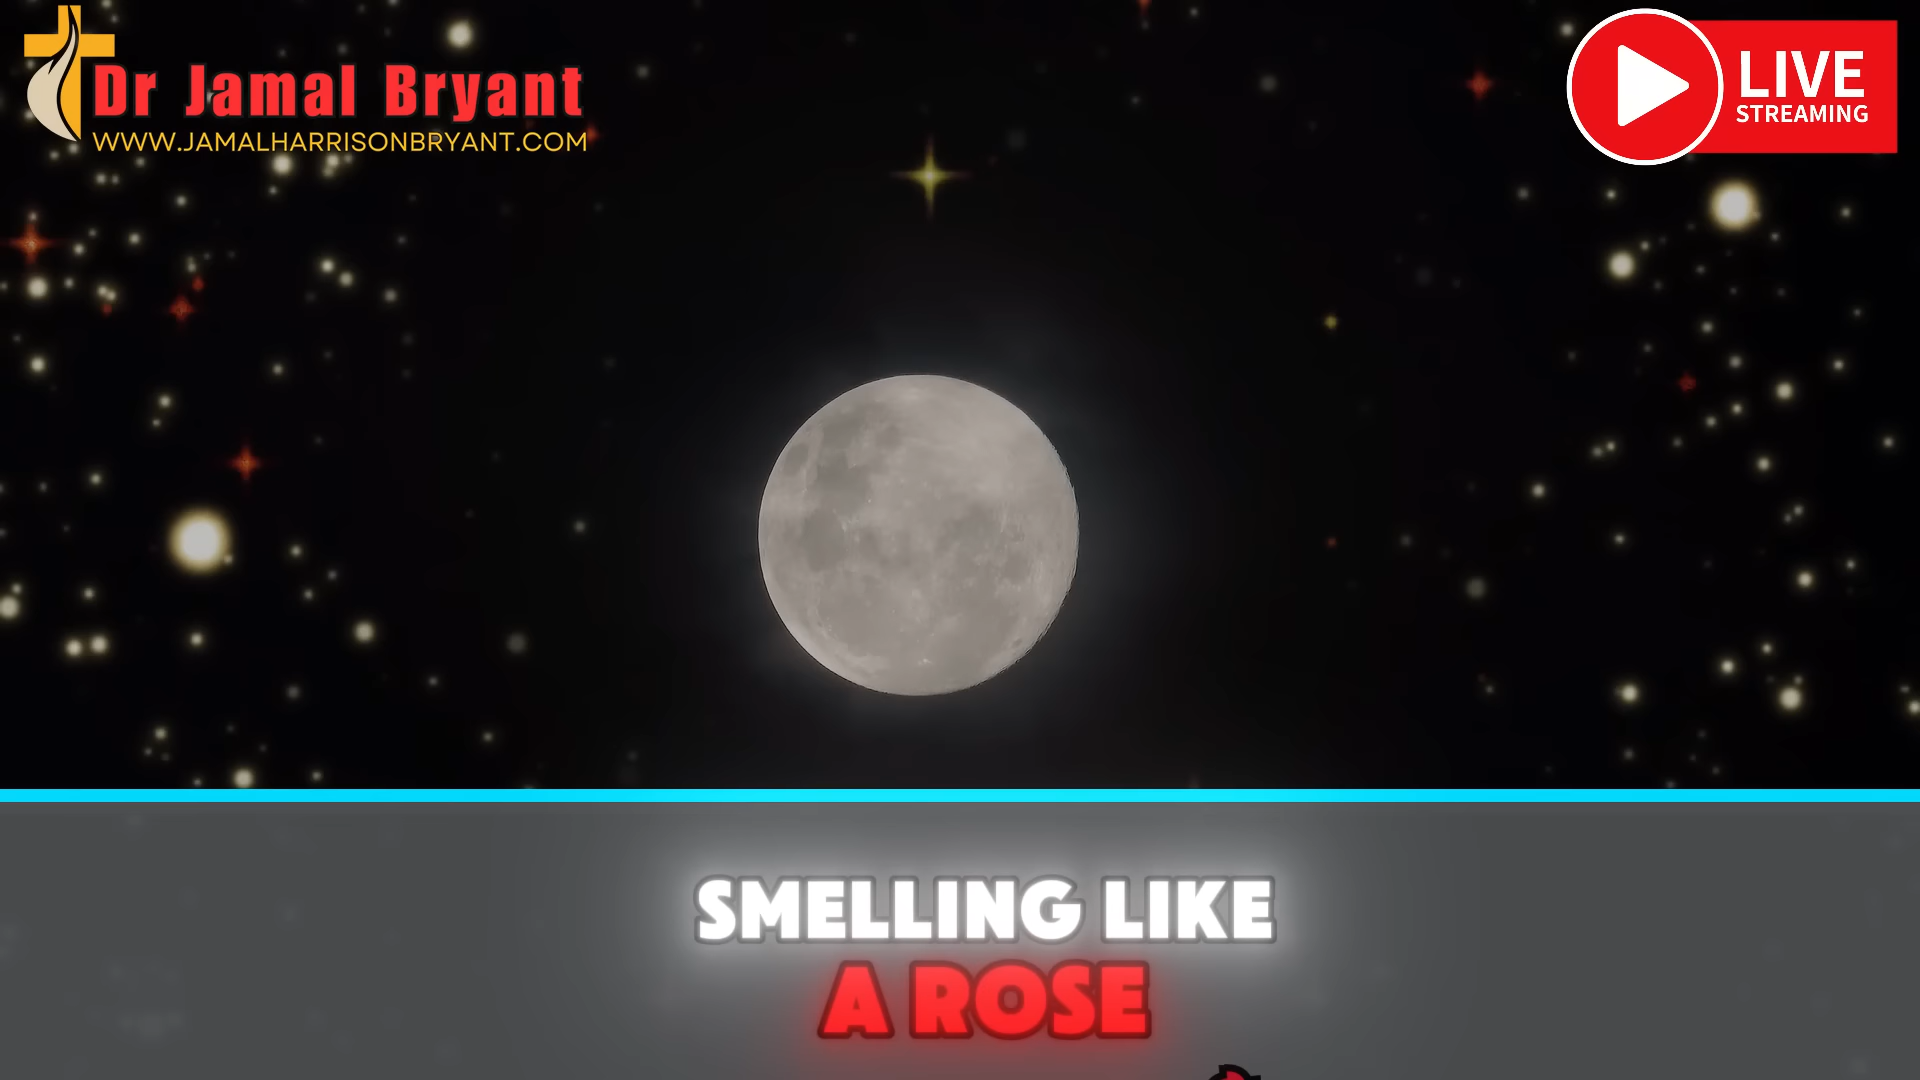 Dr Jamal Bryant
WWW.JAMALHARRISONBRYANT.COM
LIVE
STREAMING
SMELLING LIKE
A ROSE